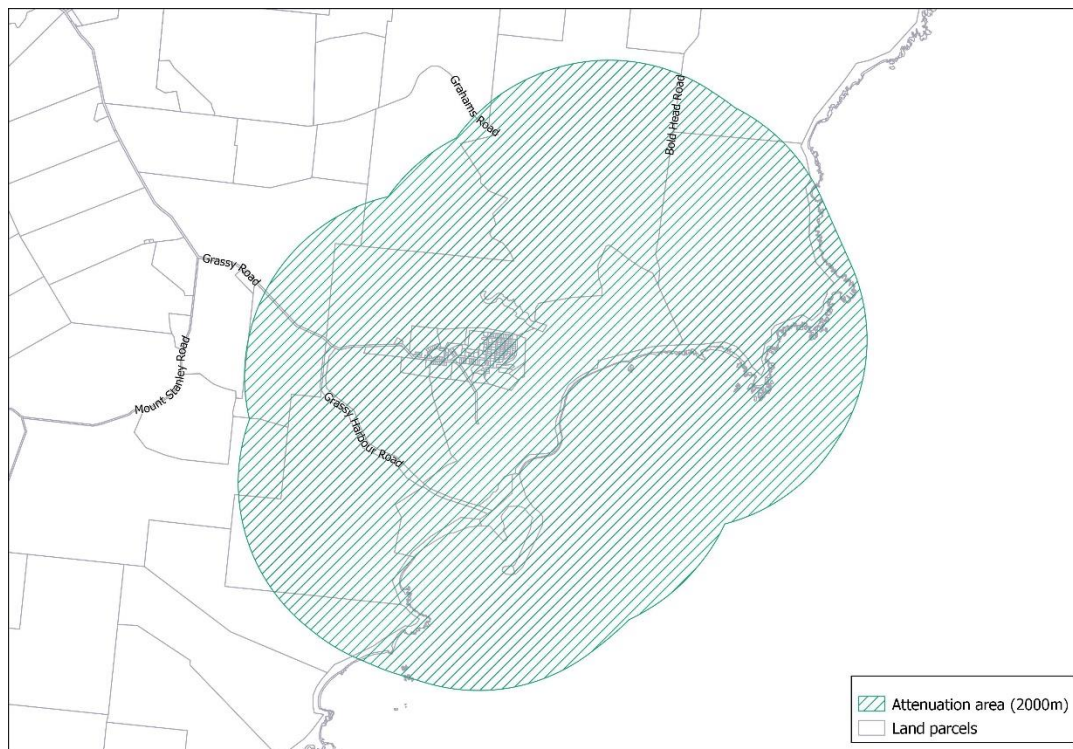 Grahams Road
Bold Head Road
Grassy Road
Mount Stanley Road
Grassy Harbour Road
Attenuation area (2000m)
Land parcels